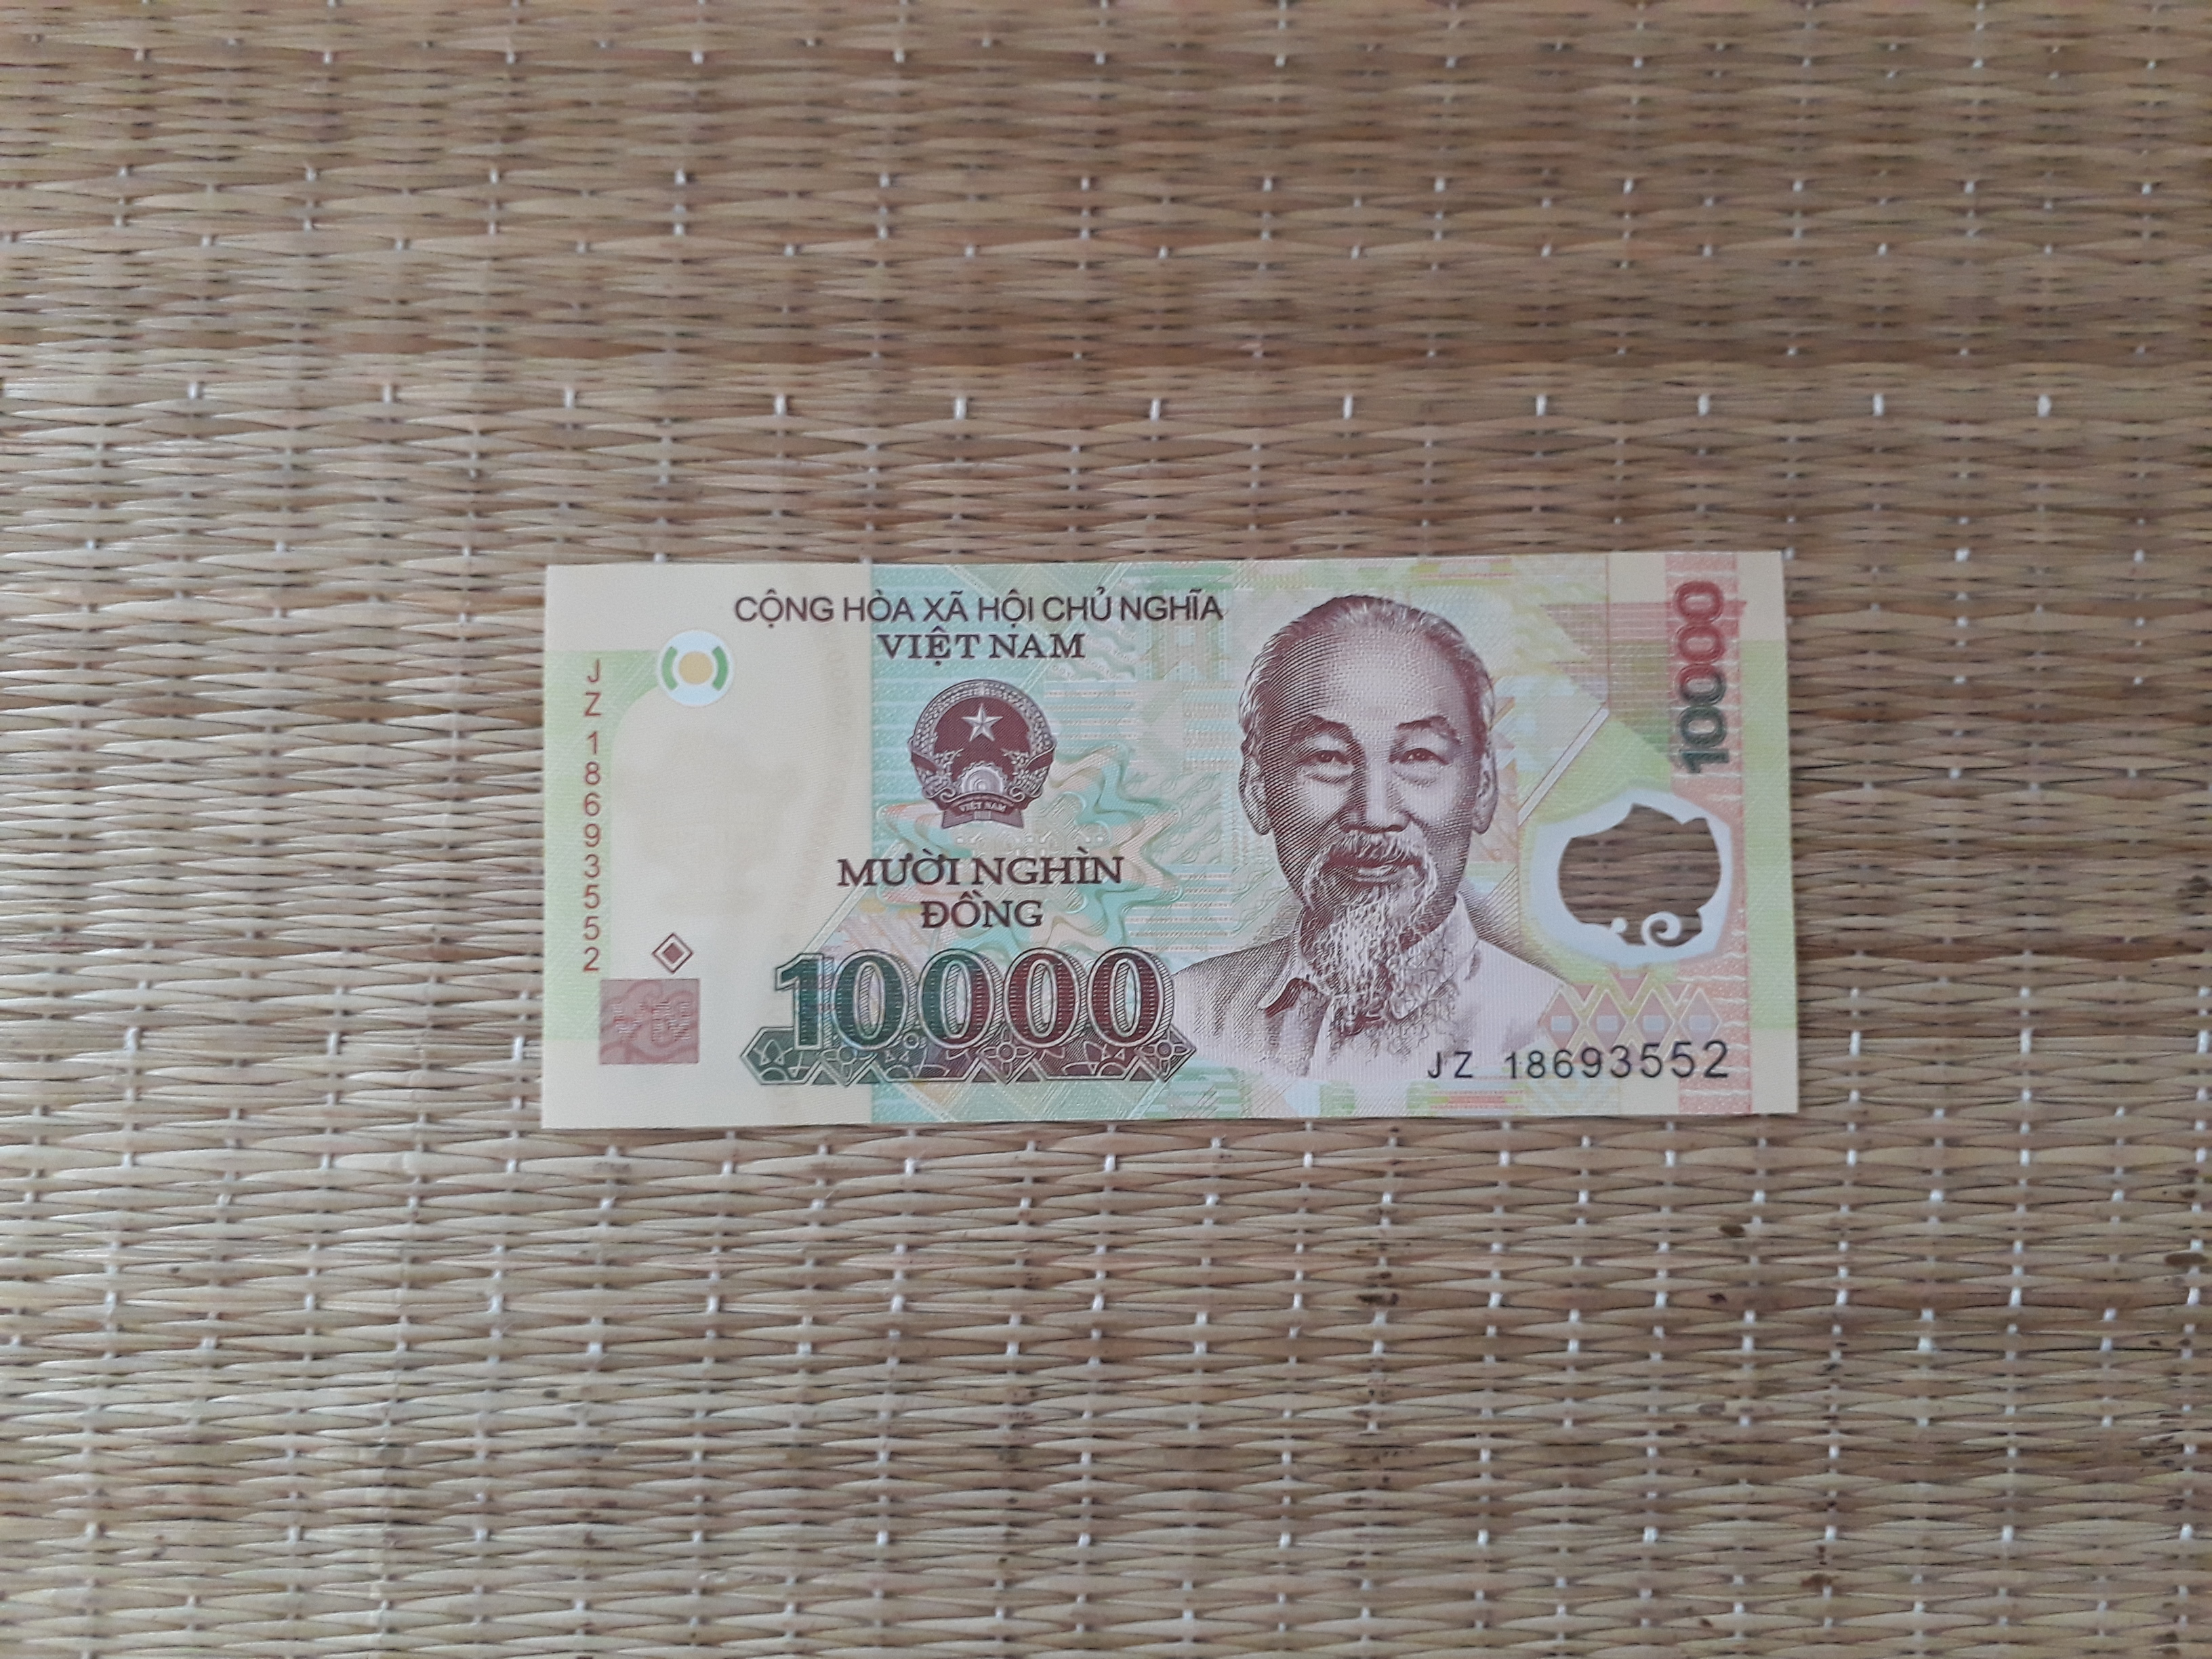 CỘNG HÒA XÃ HỘI CHỦ NGHĨA
VIỆT NAM
10000
JZ 18693552
VIỆT NAM
MƯỜI NGHÌN
ĐỒNG
10000
JZ 18693552